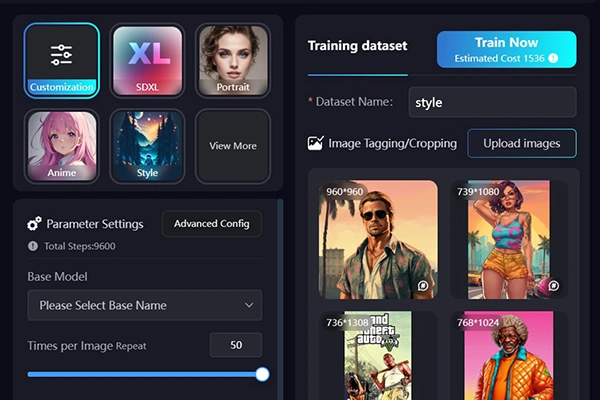 XL
Customization
SDXL
Portrait
Anime
Style
View More
Parameter Settings
Advanced Config
Total Steps:9600
Base Model
Please Select Base Name
Times per Image Repeat
50
Training dataset
Train Now
Estimated Cost 1536
* Dataset Name:
style
Image Tagging/Cropping
Upload images
960*960
739*1080
736*1308
and
theft
auto
V
768*1024